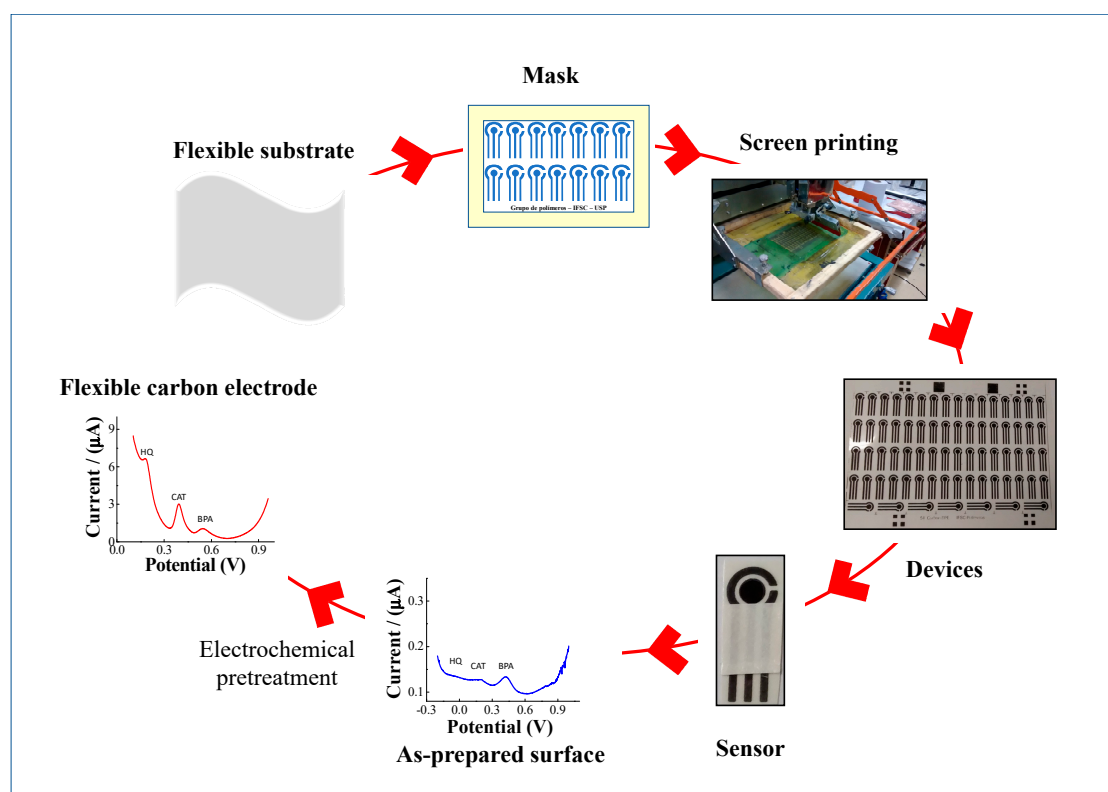 Mask
Flexible substrate
Grupo de polímeros – IFSC – USP
Screen printing
Devices
Sensor
Current / (µA)
0.3
0.2
0.1
HQ CAT BPA
-0.3 0.0 0.3 0.6 0.9
Potential (V)
As-prepared surface
Electrochemical
pretreatment
Flexible carbon electrode
Current / (µA)
9
6
3
0
HQ
CAT
BPA
0.0 0.3 0.6 0.9
Potential (V)